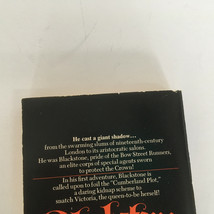 He cast a giant shadow...
from the swarming slums of nineteenth-century
London to its aristocratic salons.
He was Blackstone, pride of the Bow Street Runners,
an elite corps of special agents sworn
to protect the Crown!
In his first adventure, Blackstone is
called upon to foil the "Cumberland Plot,"
a daring kidnap scheme to
snatch Victoria, the queen-to-be herself!